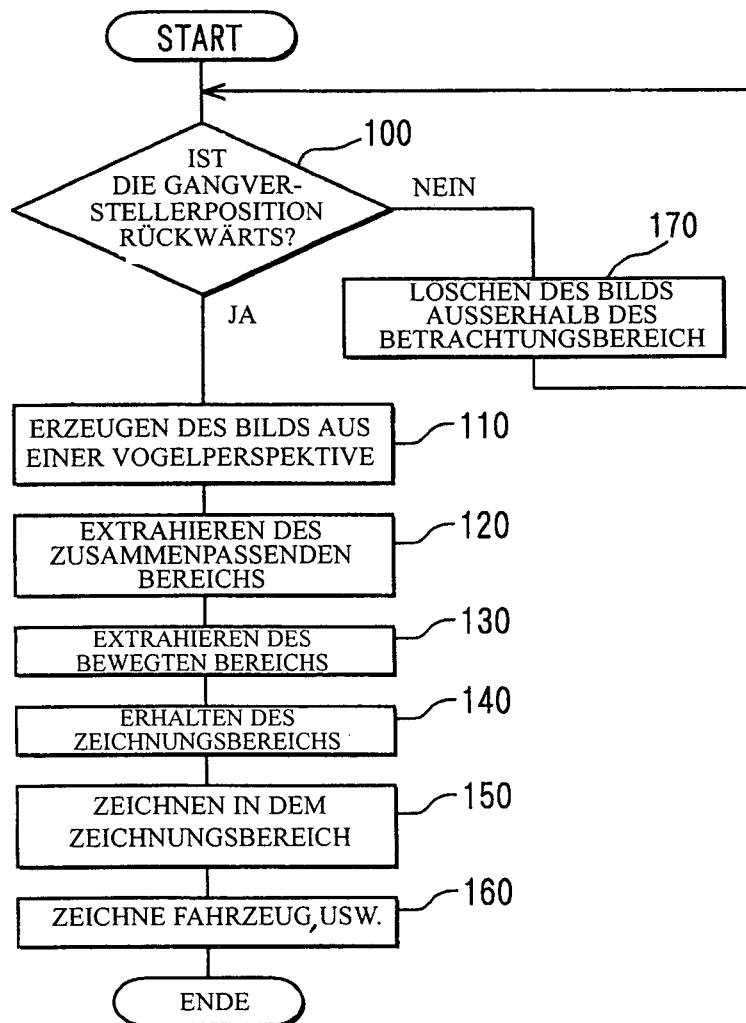 START
100
IST
DIE GANGVER-
STELLERPOSITION
RÜCKWÄRTS?
NEIN
JA
170
LÖSCHEN DES BILDS
AUSSERHALB DES
BETRACHTUNGSBEREICH
ERZEUGEN DES BILDS AUS
EINER VOGELPERSPEKTIVE
110
EXTRAHIEREN DES
ZUSAMMENPASSENDEN
BEREICHS
120
EXTRAHIEREN DES
BEWEGTEN BEREICHS
130
ERHALTEN DES
ZEICHNUNGSBEREICHS
140
ZEICHNEN IN DEM
ZEICHNUNGSBEREICH
150
ZEICHNE FAHRZEUG, USW.
160
ENDE